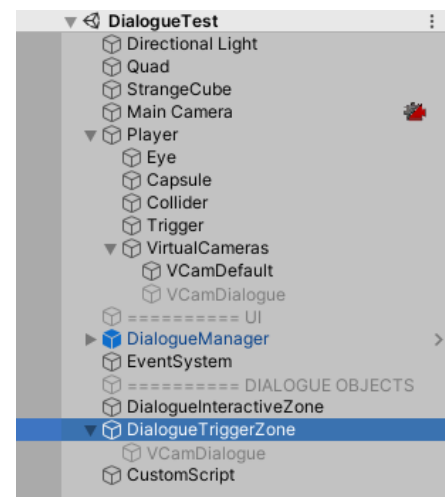 DialogueTest
Directional Light
Quad
StrangeCube
Main Camera
Player
Eye
Capsule
Collider
Trigger
VirtualCameras
VCamDefault
VCamDialogue
========== UI
DialogueManager
EventSystem
========== DIALOGUE OBJECTS
DialogueInteractiveZone
DialogueTriggerZone
VCamDialogue
CustomScript